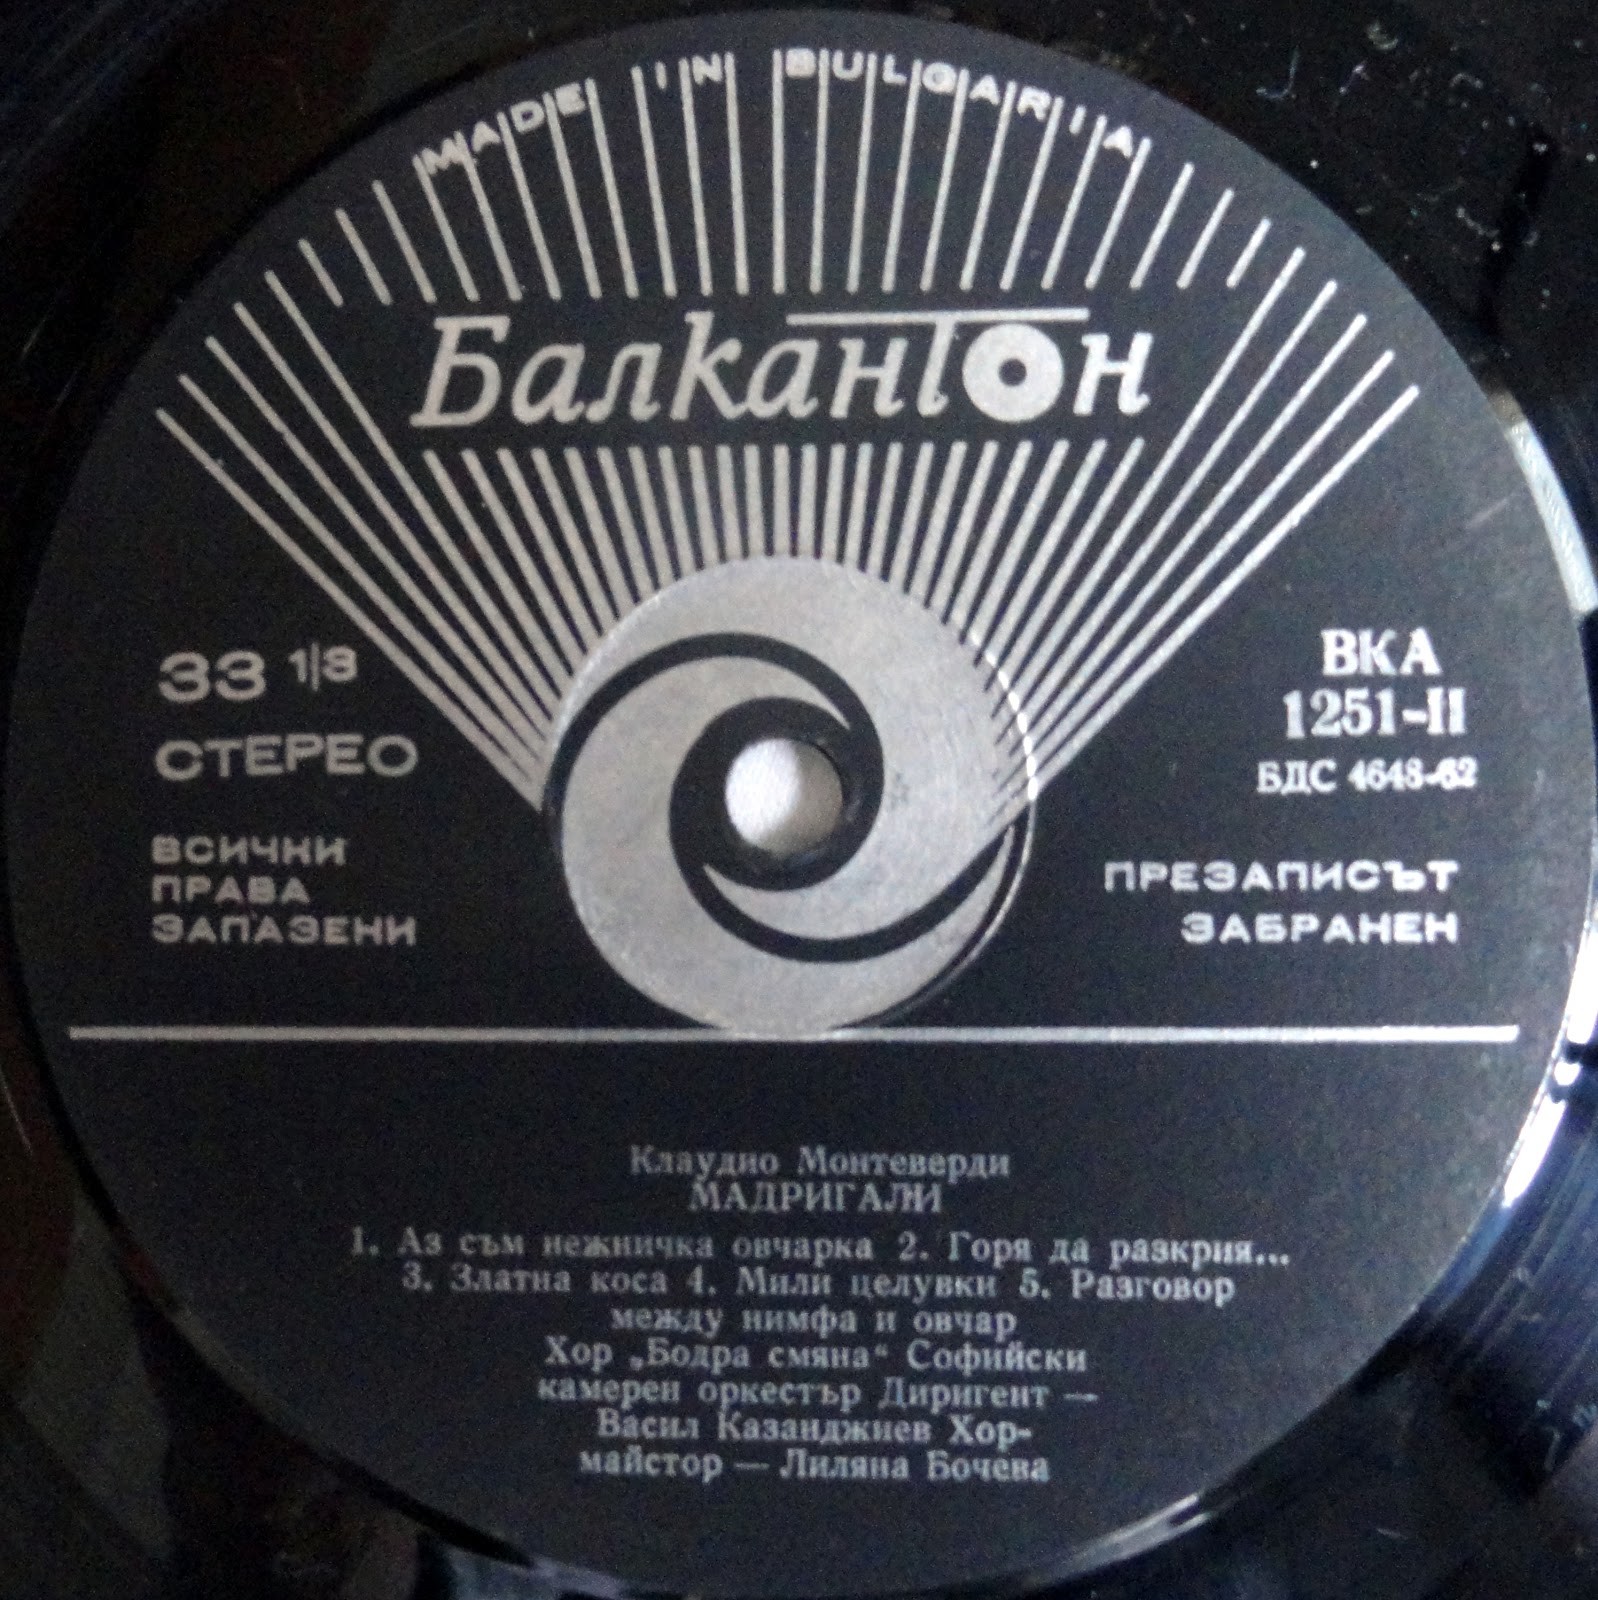 MADE IN BULGARIA
Балкантон
33 1/3
СТЕРЕО
ВСИЧКИ
ПРАВА
ЗАПАЗЕНИ
ВКА
1251-II
БДС 4648-62
ПРЕЗАПИСЪТ
ЗАБРАНЕН
Клаудио Монтеверди
МАДРИГАЛИ
1. Аз съм нежничка овчарка 2. Горя да разкрия...
3. Златна коса 4. Мили целувки 5. Разговор
между нимфа и овчар
Хор „Бодра смяна“ Софийски
камерен оркестър Диригент —
Васил Казанджиев Хор-
майстор — Лиляна Бочева